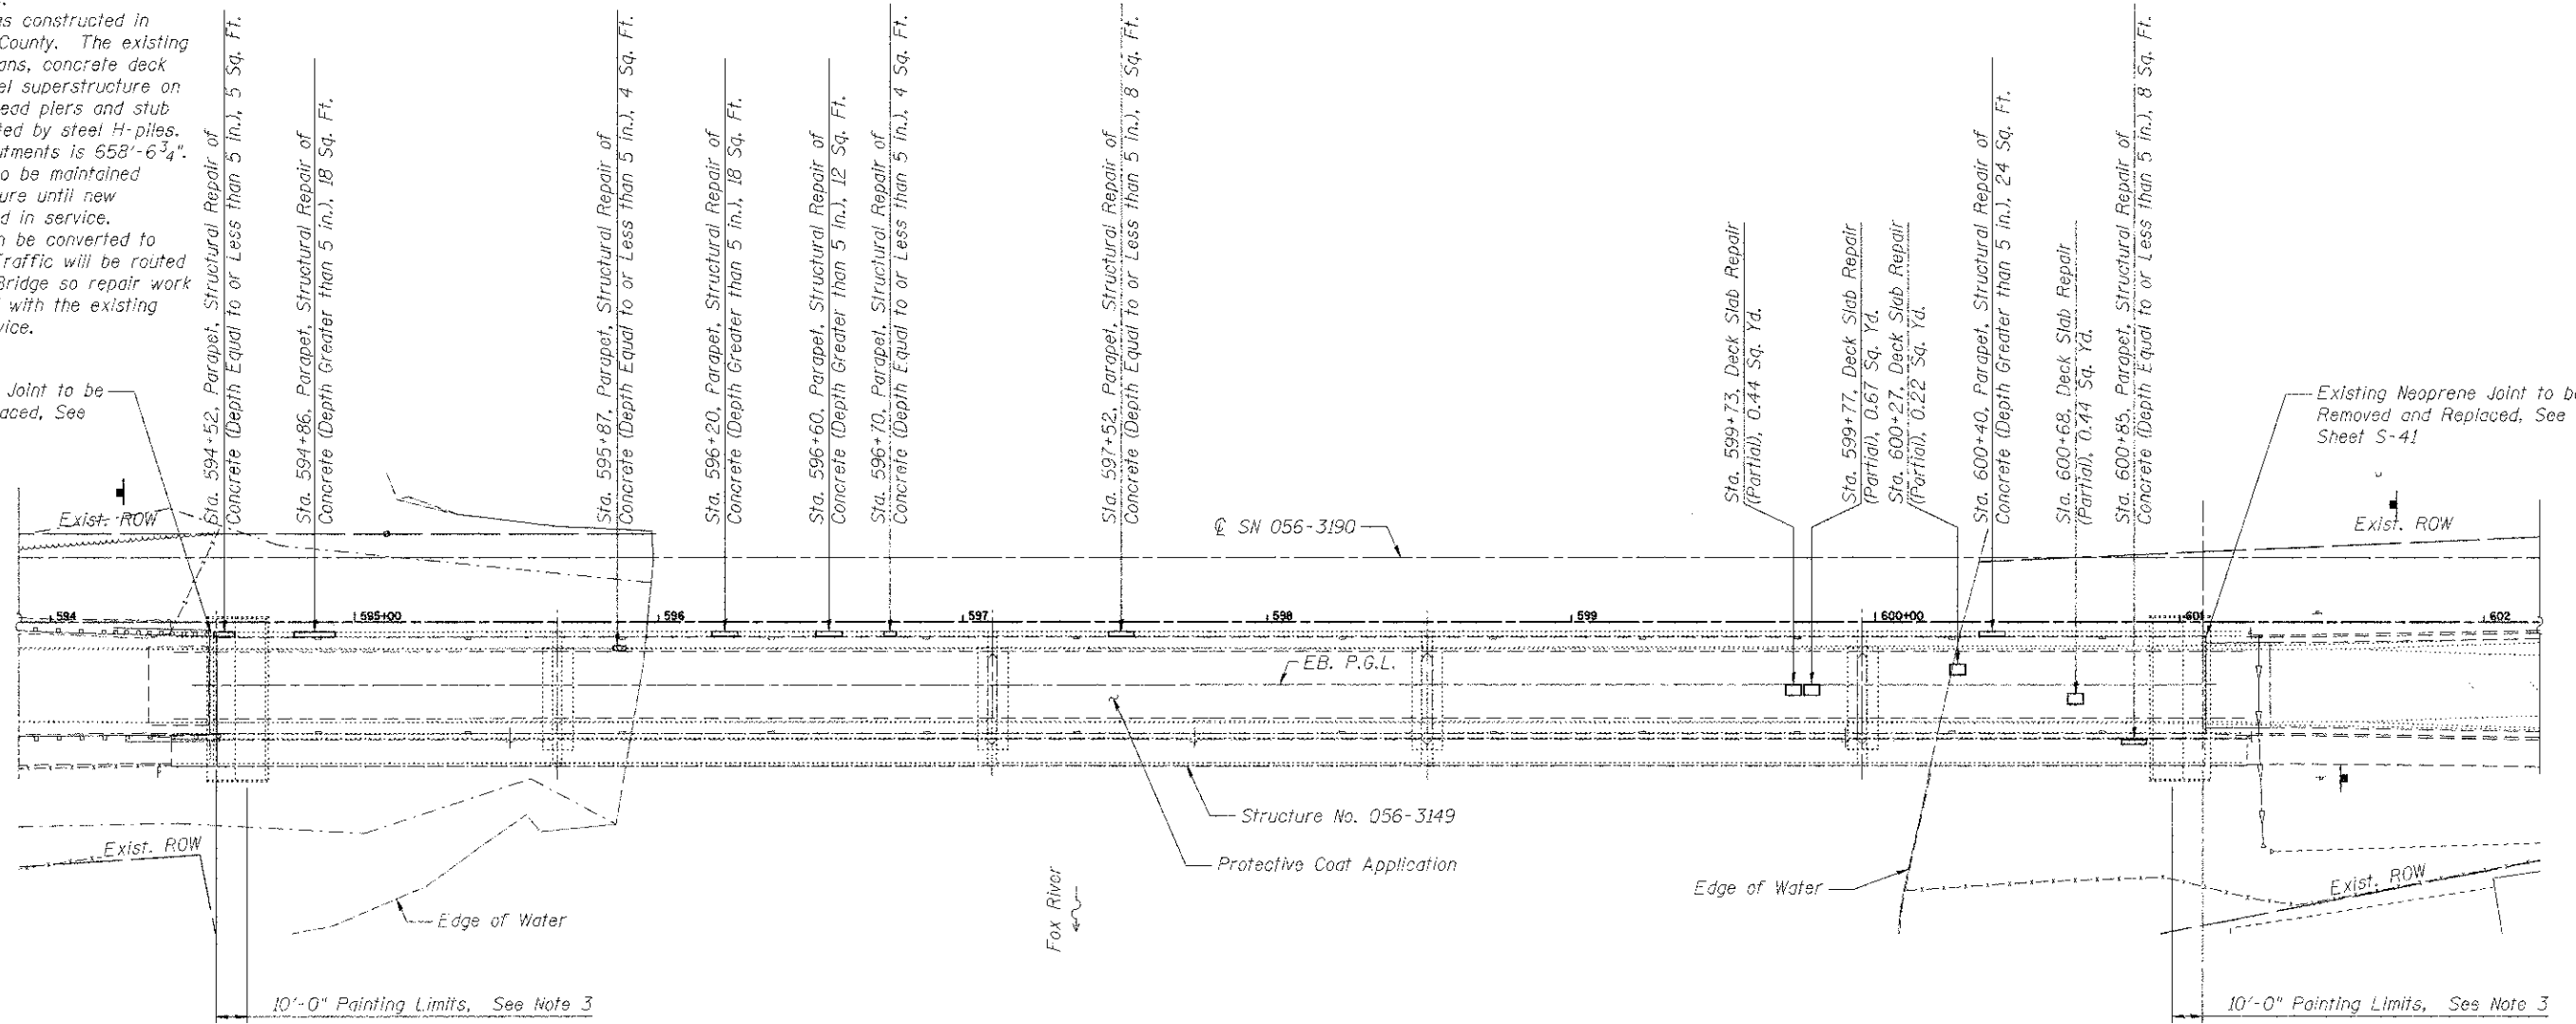 s constructed in
County. The existing
ans, concrete deck
el superstructure on
ead piers and stub
ted by steel H-piles.
utments is 658'-6 3/4".
o be maintained
ure until new
d in service.
n be converted to
Traffic will be routed
Bridge so repair work
with the existing
vice.
Joint to be
aced, See
Sta. 594+52, Parapet, Structural Repair of
Concrete (Depth Equal to or Less than 5 in.), 5 Sq. Ft.
Sta. 594+86, Parapet, Structural Repair of
Concrete (Depth Greater than 5 in.), 18 Sq. Ft.
Sta. 595+87, Parapet, Structural Repair of
Concrete (Depth Equal to or Less than 5 in.), 4 Sq. Ft.
Sta. 596+20, Parapet, Structural Repair of
Concrete (Depth Greater than 5 in.), 18 Sq. Ft.
Sta. 596+60, Parapet, Structural Repair of
Concrete (Depth Greater than 5 in.), 12 Sq. Ft.
Sta. 596+70, Parapet, Structural Repair of
Concrete (Depth Equal to or Less than 5 in.), 4 Sq. Ft.
Sta. 597+52, Parapet, Structural Repair of
Concrete (Depth Equal to or Less than 5 in.), 8 Sq. Ft.
Sta. 599+73, Deck Slab Repair
(Partial), 0.44 Sq. Yd.
Sta. 599+77, Deck Slab Repair
(Partial), 0.67 Sq. Yd.
Sta. 600+27, Deck Slab Repair
(Partial), 0.22 Sq. Yd.
Sta. 600+40, Parapet, Structural Repair of
Concrete (Depth Greater than 5 in.), 24 Sq. Ft.
Sta. 600+68, Deck Slab Repair
(Partial), 0.44 Sq. Yd.
Sta. 600+85, Parapet, Structural Repair of
Concrete (Depth Equal to or Less than 5 in.), 8 Sq. Ft.
Existing Neoprene Joint to be
Removed and Replaced, See
Sheet S-41
Exist. ROW
℄ SN 056-3190
Exist. ROW
594
595+00
596
597
598
599
600+00
601
602
EB. P.G.L.
Structure No. 056-3149
Protective Coat Application
Exist. ROW
Edge of Water
Fox River
Edge of Water
Exist. ROW
10'-0" Painting Limits, See Note 3
10'-0" Painting Limits, See Note 3